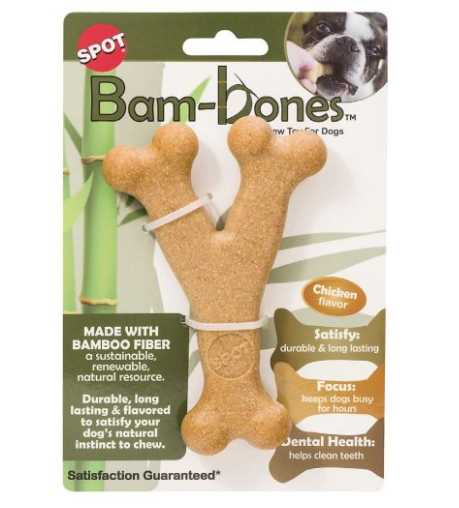 SPOT
Bam-bones™
Toy For Dogs
Chicken
flavor
MADE WITH
BAMBOO FIBER
a sustainable,
renewable,
natural resource.
Durable, long
lasting & flavored
to satisfy your
dog's natural
instinct to chew.
Satisfy:
durable & long lasting
Focus:
keeps dogs busy
for hours
SPOT
Dental Health:
helps clean teeth
Satisfaction Guaranteed*